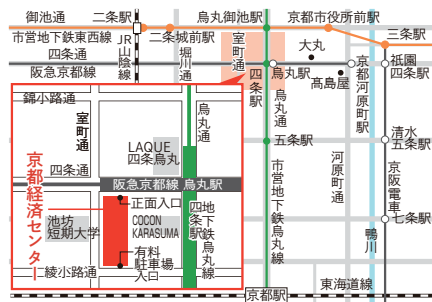 御池通
二条駅
烏丸御池駅
京都市役所前駅
市営地下鉄東西線
二条城前駅
三条駅
JR山陰線
堀川通
室町通
四条通
大丸
祇園
四条駅
阪急京都線
四条駅
烏丸駅
烏丸通
髙島屋
京都河原町駅
錦小路通
室町通
烏丸通
LAQUE
四条烏丸
五条駅
清水
五条駅
四条通
阪急京都線 烏丸駅
市営地下鉄烏丸線
河原町通
京阪電車
京都経済センター
正面入口
池坊
短期大学
COCON
KARASUMA
地下鉄烏丸線
四条駅
七条駅
鴨川
有料
駐車場
入口
綾小路通
東海道線
京都駅